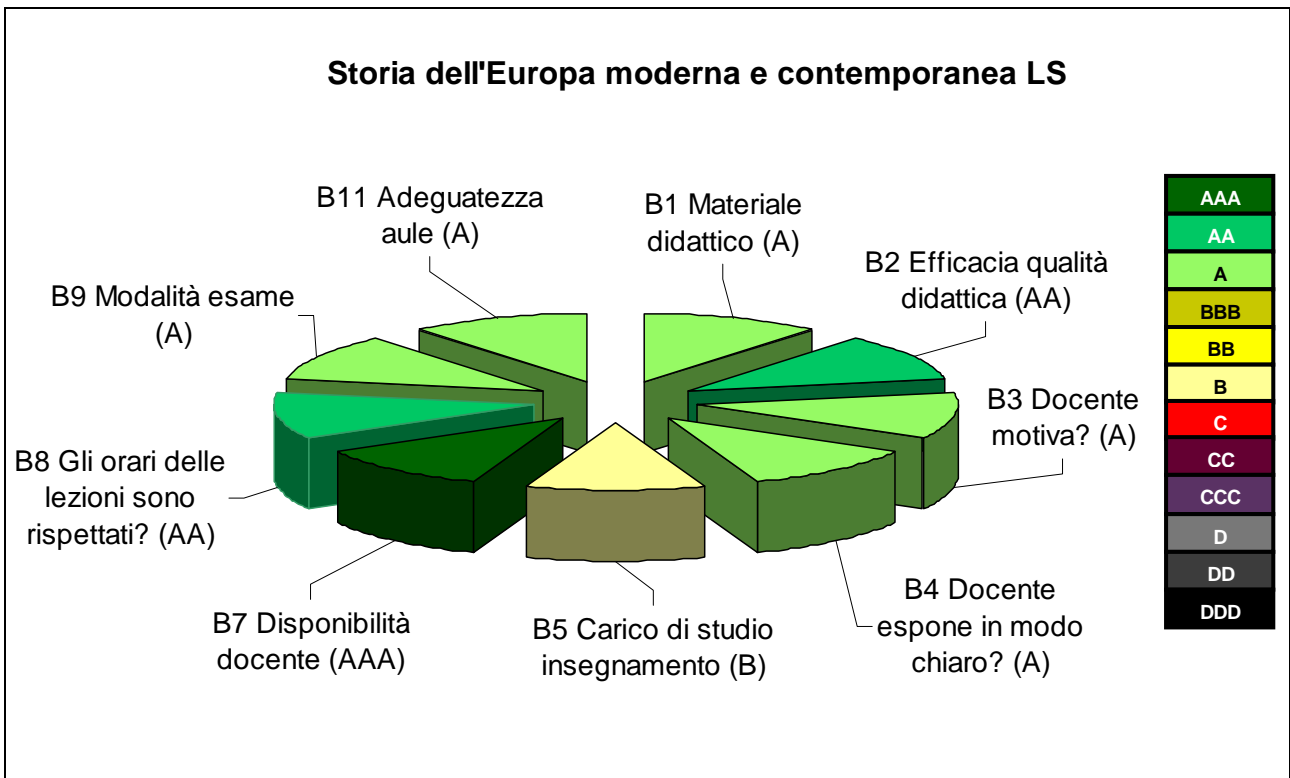 Storia dell'Europa moderna e contemporanea LS
B11 Adeguatezza
aule (A)
B1 Materiale
didattico (A)
B2 Efficacia qualità
didattica (AA)
B9 Modalità esame
(A)
B3 Docente
motiva? (A)
B8 Gli orari delle
lezioni sono
rispettati? (AA)
B4 Docente
espone in modo
chiaro? (A)
B7 Disponibilità
docente (AAA)
B5 Carico di studio
insegnamento (B)
AAA
AA
A
BBB
BB
B
C
CC
CCC
D
DD
DDD